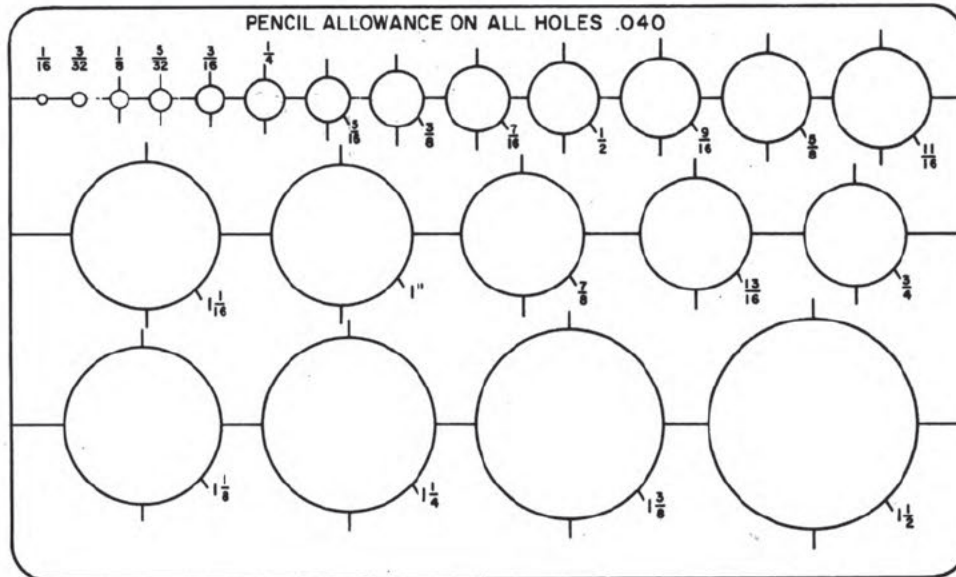 PENCIL ALLOWANCE ON ALL HOLES .040
1/16 3/32 1/8 5/32 3/16 1/4
5/16 3/8 7/16 1/2 9/16 5/8 11/16
1 1/16 1" 7/8 13/16 3/4
1 1/8 1 1/4 1 3/8 1 1/2